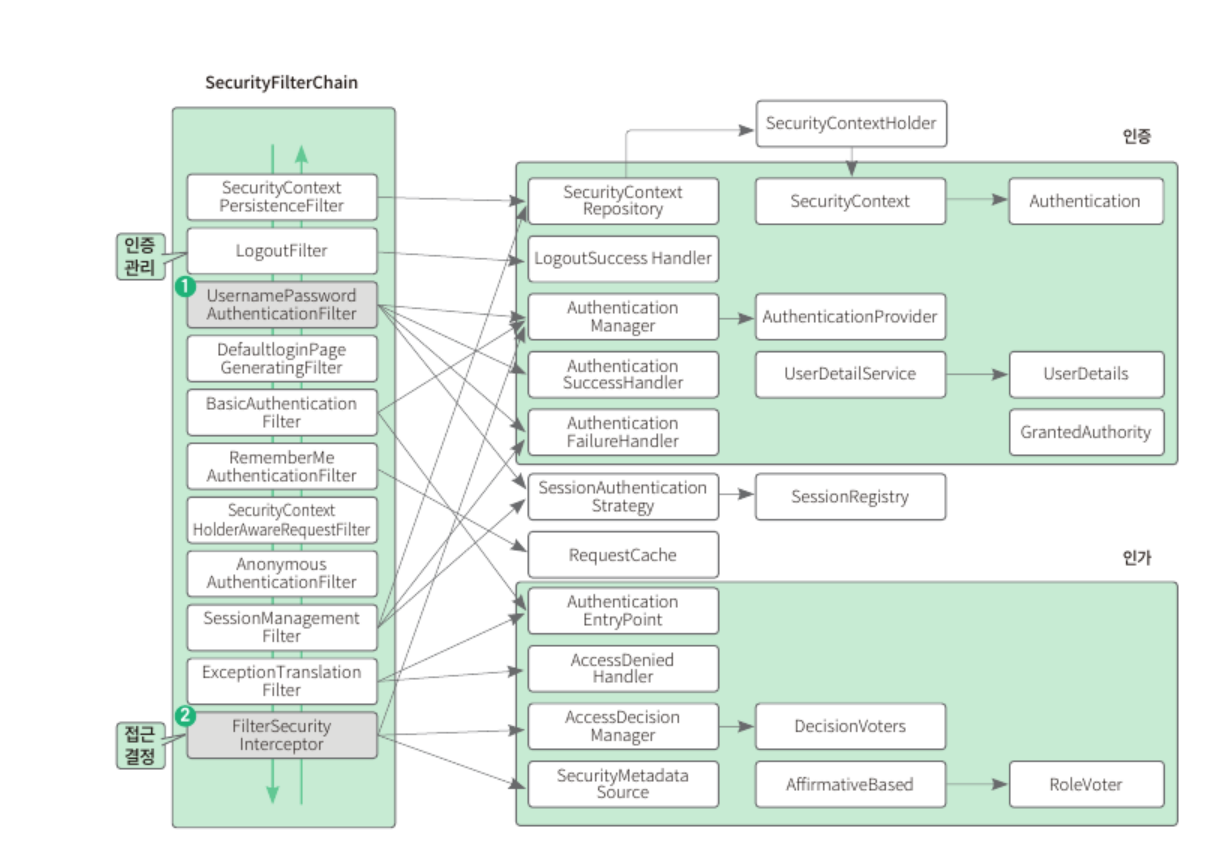 SecurityFilterChain
SecurityContext
PersistenceFilter
인증
관리
LogoutFilter
1
UsernamePassword
AuthenticationFilter
DefaultloginPage
GeneratingFilter
BasicAuthentication
Filter
RememberMe
AuthenticationFilter
SecurityContext
HolderAwareRequestFilter
Anonymous
AuthenticationFilter
SessionManagement
Filter
ExceptionTranslation
Filter
2
접근
결정
FilterSecurity
Interceptor
SecurityContextHolder
인증
SecurityContext
Repository
SecurityContext
Authentication
LogoutSuccess Handler
Authentication
Manager
AuthenticationProvider
Authentication
SuccessHandler
UserDetailService
UserDetails
Authentication
FailureHandler
GrantedAuthority
SessionAuthentication
Strategy
SessionRegistry
RequestCache
인가
Authentication
EntryPoint
AccessDenied
Handler
AccessDecision
Manager
DecisionVoters
SecurityMetadata
Source
AffirmativeBased
RoleVoter